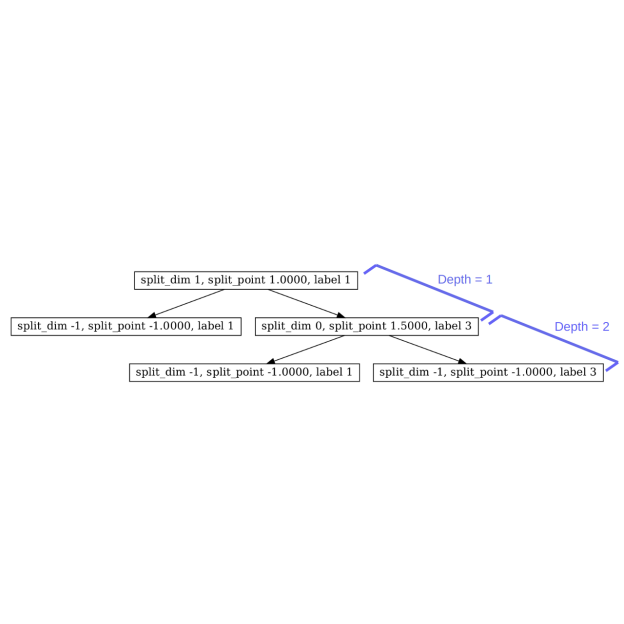 split_dim 1, split_point 1.0000, label 1
Depth = 1
split_dim -1, split_point -1.0000, label 1
split_dim 0, split_point 1.5000, label 3
Depth = 2
split_dim -1, split_point -1.0000, label 1
split_dim -1, split_point -1.0000, label 3